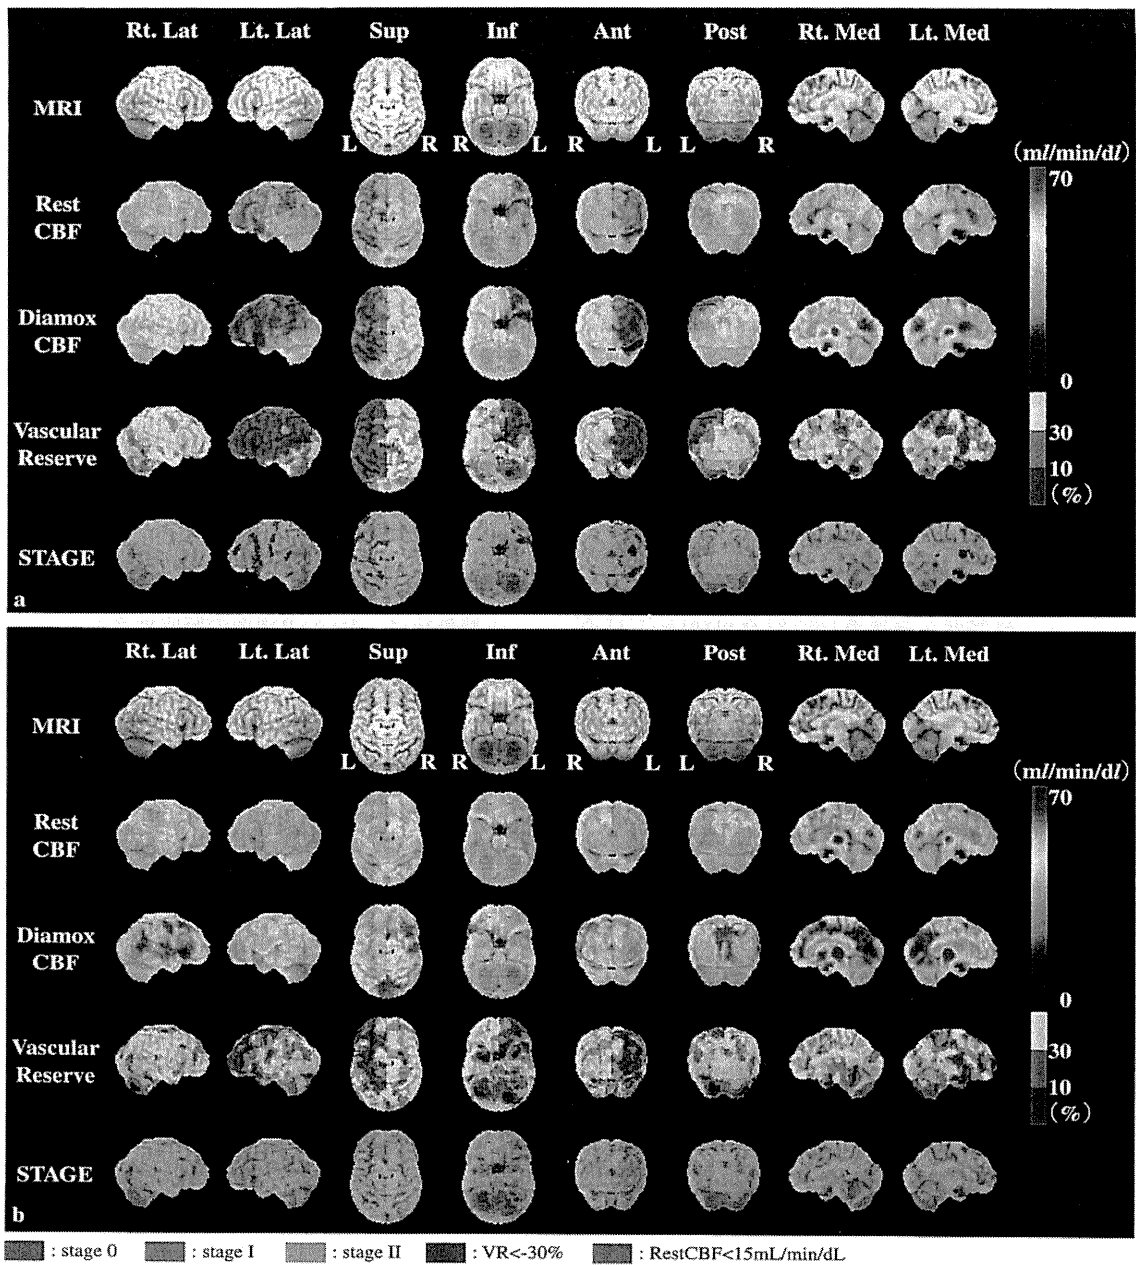 Rt. Lat Lt. Lat Sup Inf Ant Post Rt. Med Lt. Med
MRI
L R R L R L L R
(ml/min/dl)
70
Rest
CBF
Diamox
CBF
0
Vascular
Reserve
30
10
(%)
STAGE
a
Rt. Lat Lt. Lat Sup Inf Ant Post Rt. Med Lt. Med
MRI
L R R L R L L R
(ml/min/dl)
70
Rest
CBF
Diamox
CBF
0
Vascular
Reserve
30
10
(%)
STAGE
b
: stage 0 : stage I : stage II : VR<-30% : RestCBF<15mL/min/dL